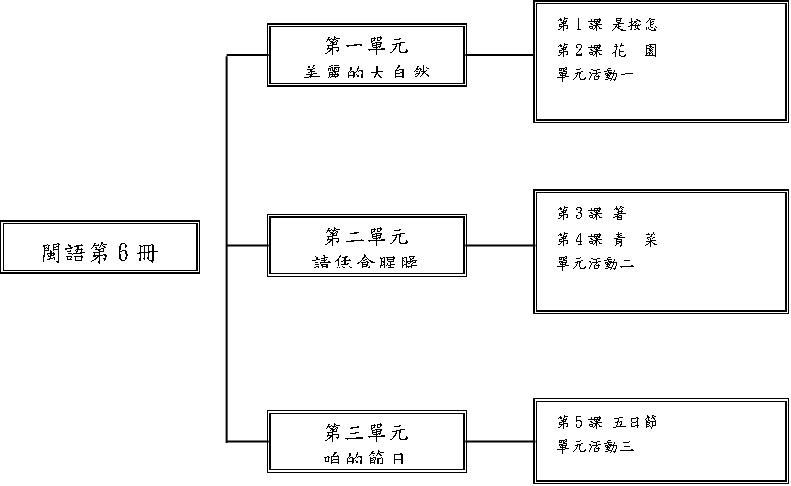 閩語第6冊
第一單元
美麗的大自然
第1課 是按怎
第2課 花　園
單元活動一
第二單元
請恁食腥臊
第3課 箸
第4課 青　菜
單元活動二
第三單元
咱的節日
第5課 五日節
單元活動三